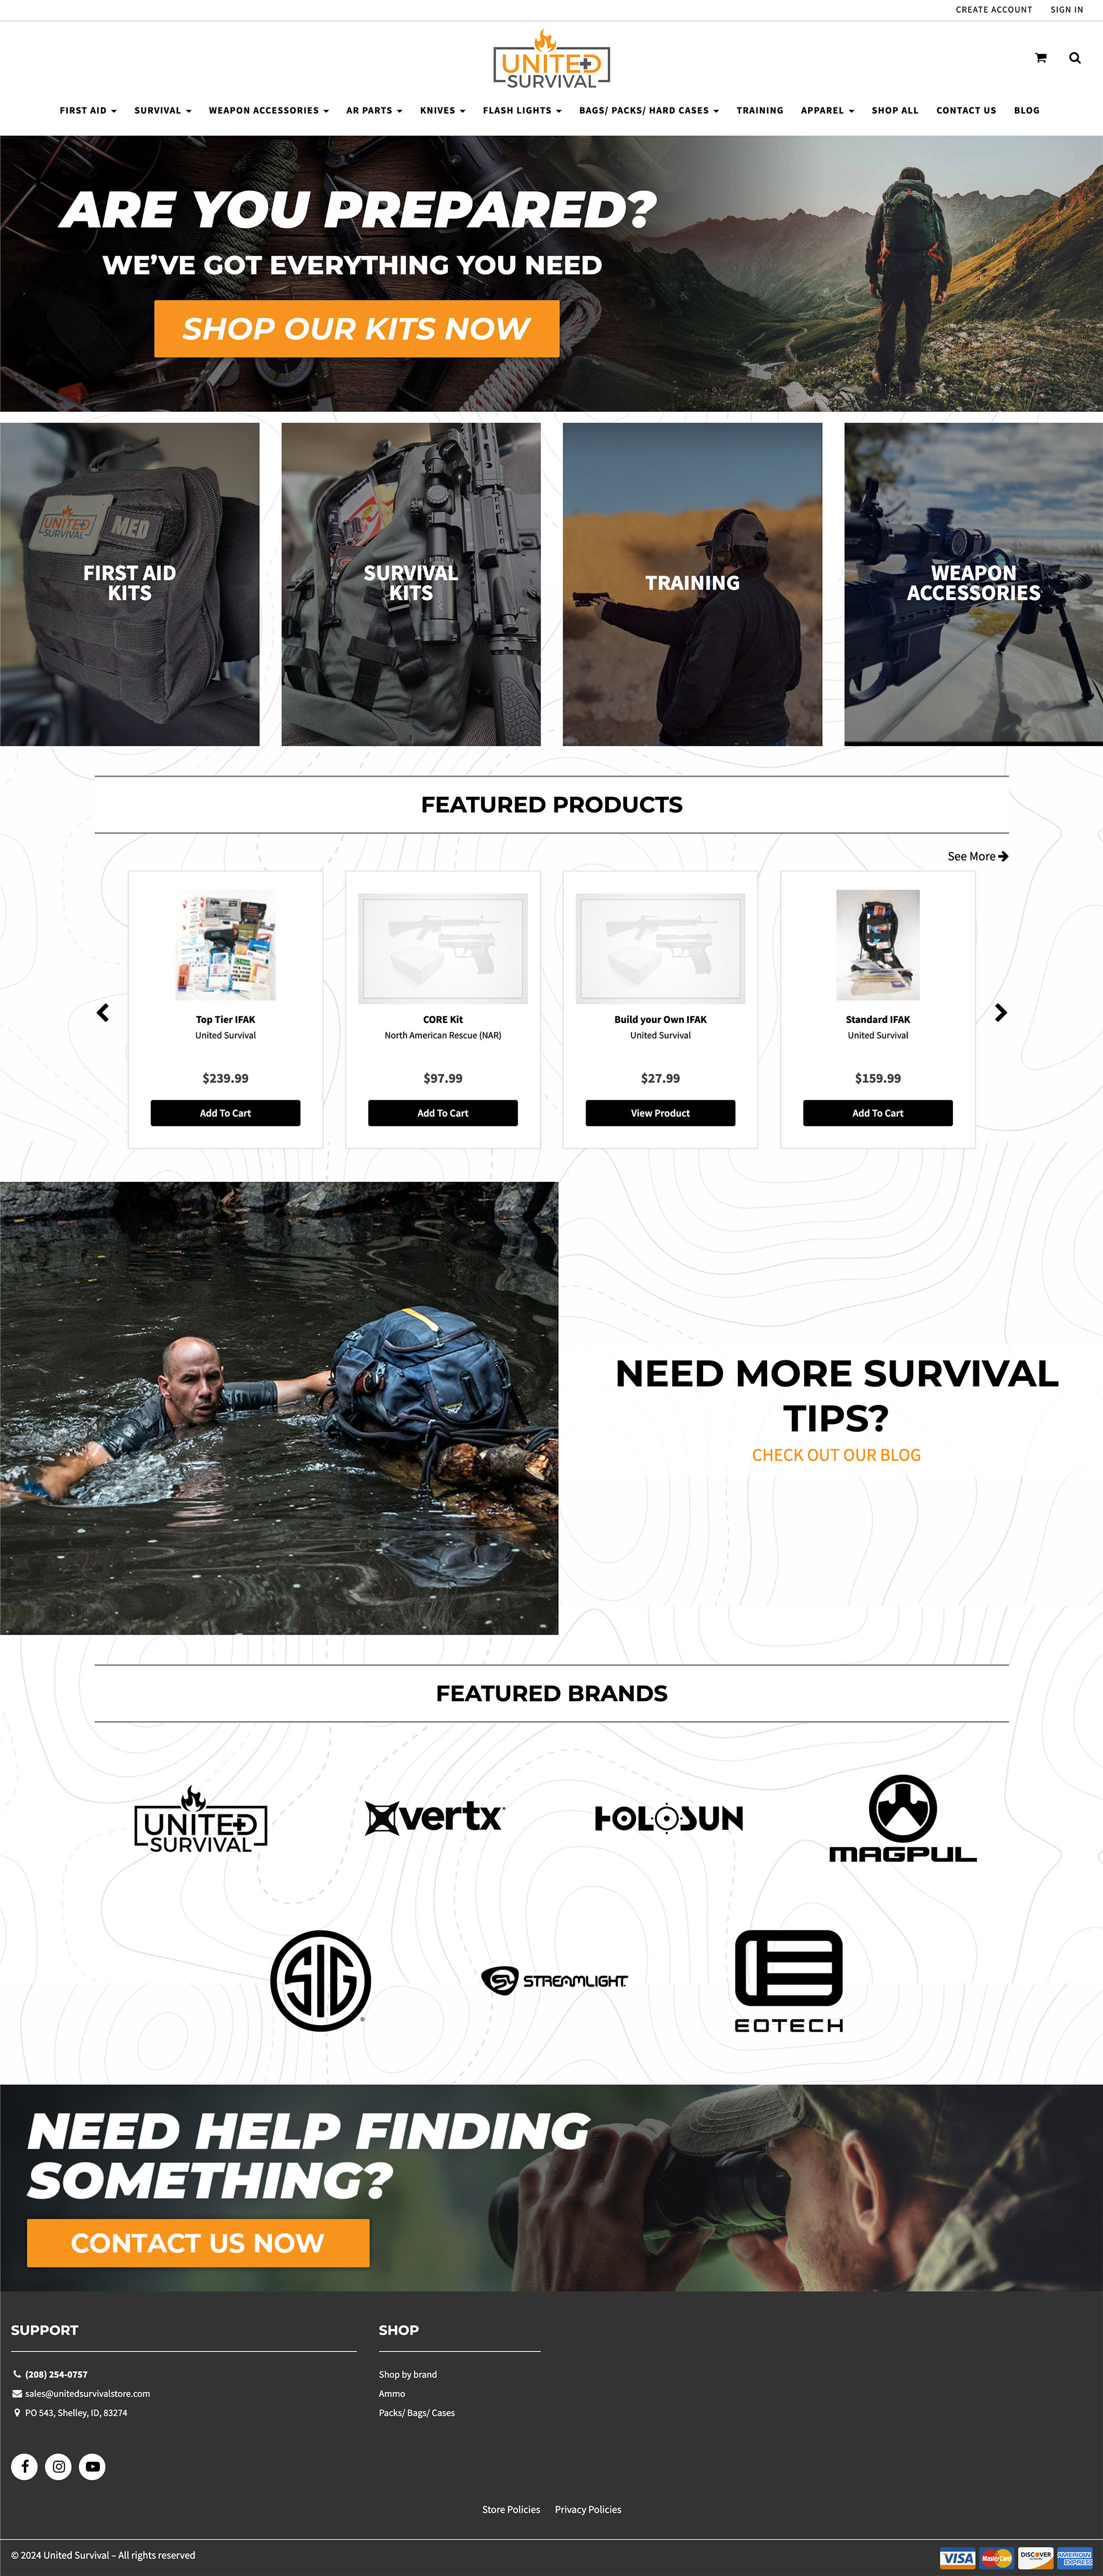 CREATE ACCOUNT SIGN IN
UNITED
SURVIVAL
FIRST AID SURVIVAL WEAPON ACCESSORIES AR PARTS KNIVES FLASH LIGHTS BAGS/ PACKS/ HARD CASES TRAINING APPAREL SHOP ALL CONTACT US BLOG
ARE YOU PREPARED?
WE'VE GOT EVERYTHING YOU NEED
SHOP OUR KITS NOW
UNITED
SURVIVAL
MED
FIRST AID
KITS
SURVIVAL
KITS
TRAINING
WEAPON
ACCESSORIES
FEATURED PRODUCTS
See More
Top Tier IFAK
United Survival
$239.99
Add To Cart
CORE Kit
North American Rescue (NAR)
$97.99
Add To Cart
Build your Own IFAK
United Survival
$27.99
View Product
Standard IFAK
United Survival
$159.99
Add To Cart
NEED MORE SURVIVAL
TIPS?
CHECK OUT OUR BLOG
FEATURED BRANDS
UNITED
SURVIVAL
vertx
HOLOSUN
MAGPUL
SIG
STREAMLIGHT
EOTECH
NEED HELP FINDING
SOMETHING?
CONTACT US NOW
SUPPORT
(208) 254-0757
sales@unitedsurvivalstore.com
PO 543, Shelley, ID, 83274
SHOP
Shop by brand
Ammo
Packs/ Bags/ Cases
Store Policies Privacy Policies
© 2024 United Survival – All rights reserved
VISA MasterCard DISCOVER AMERICAN EXPRESS